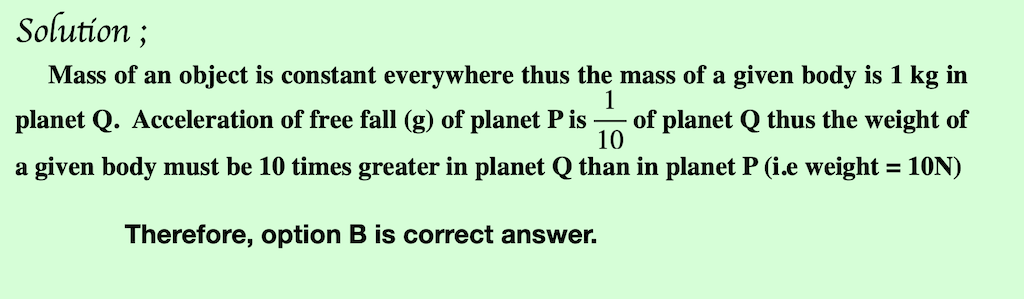 Solution ;
Mass of an object is constant everywhere thus the mass of a given body is 1 kg in
planet Q. Acceleration of free fall (g) of planet P is 1/10 of planet Q thus the weight of
a given body must be 10 times greater in planet Q than in planet P (i.e weight = 10N)
Therefore, option B is correct answer.